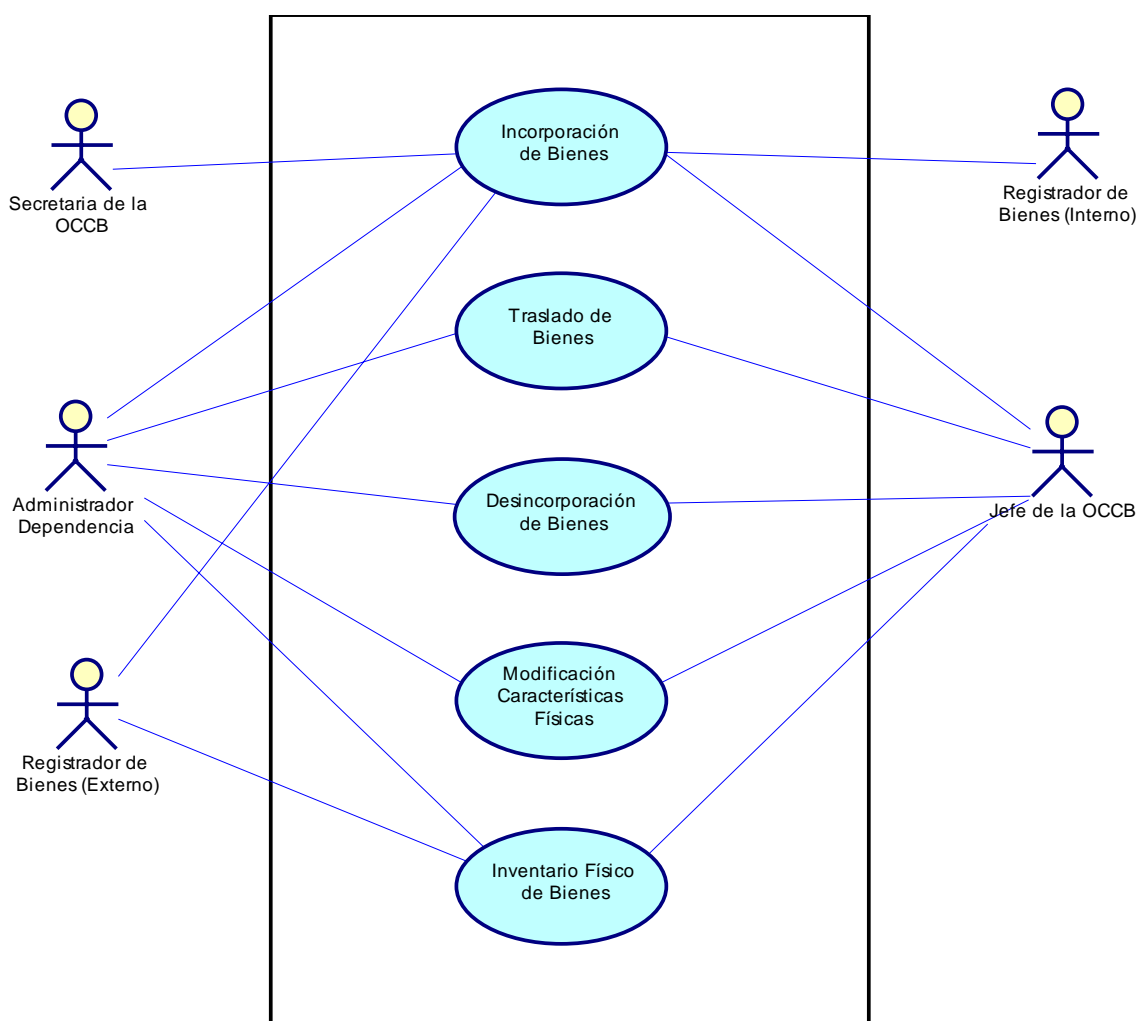 Incorporación
de Bienes
Secretaria de la
OCCB
Registrador de
Bienes (Interno)
Traslado de
Bienes
Administrador
Dependencia
Desincorporación
de Bienes
Jefe de la OCCB
Modificación
Características
Físicas
Registrador de
Bienes (Externo)
Inventario Físico
de Bienes